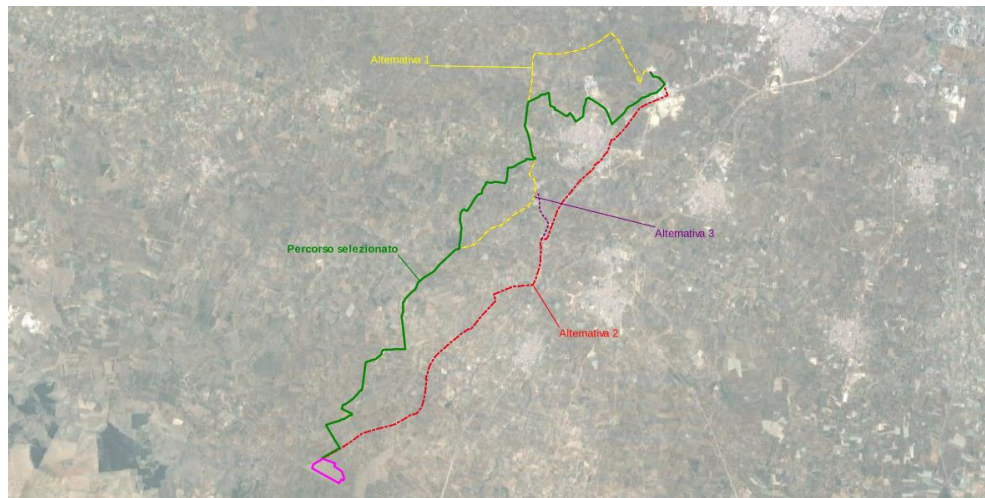 Alternativa 1
Alternativa 3
Percorso selezionato
Alternativa 2